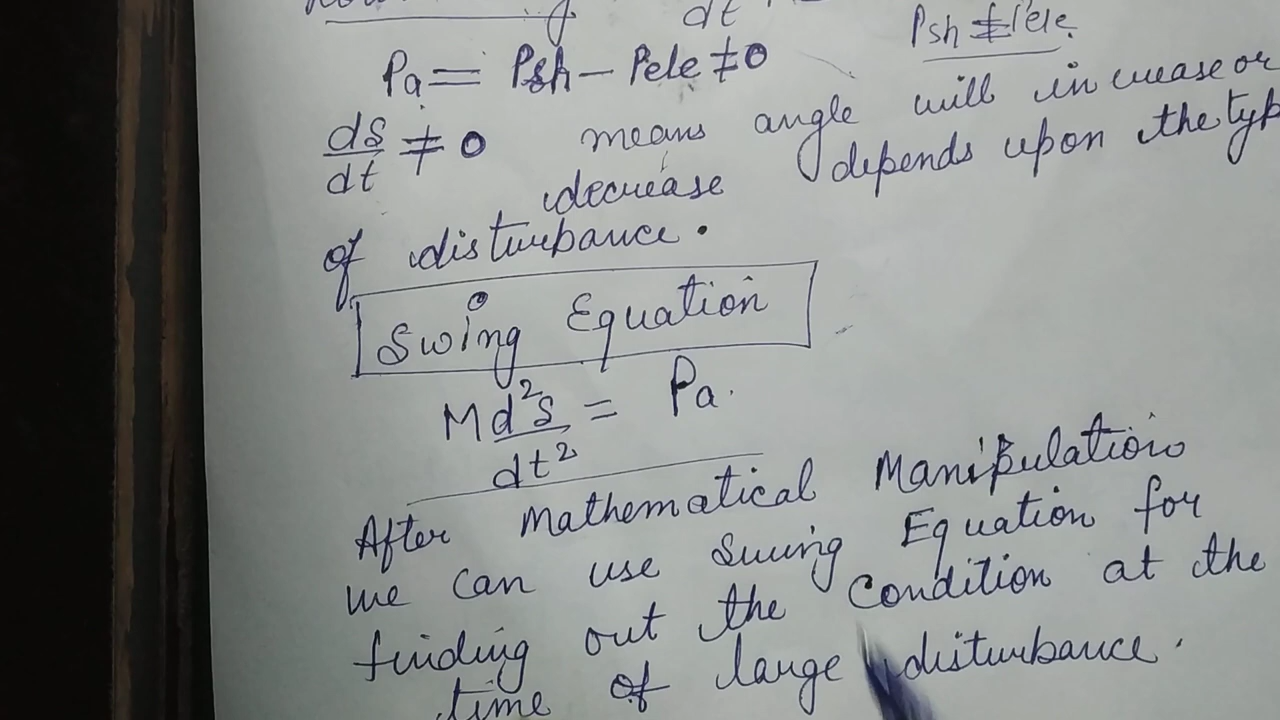 dt
Psh ≠ Pele.
Pa = Psh - Pele ≠ 0
dδ/dt ≠ 0 means angle will increase or
decrease depends upon the typ
of disturbance.
Swing Equation
M d²δ/dt² = Pa.
After Mathematical Manipulation
we can use Swing Equation for
finding out the Condition at the
time of large disturbance.